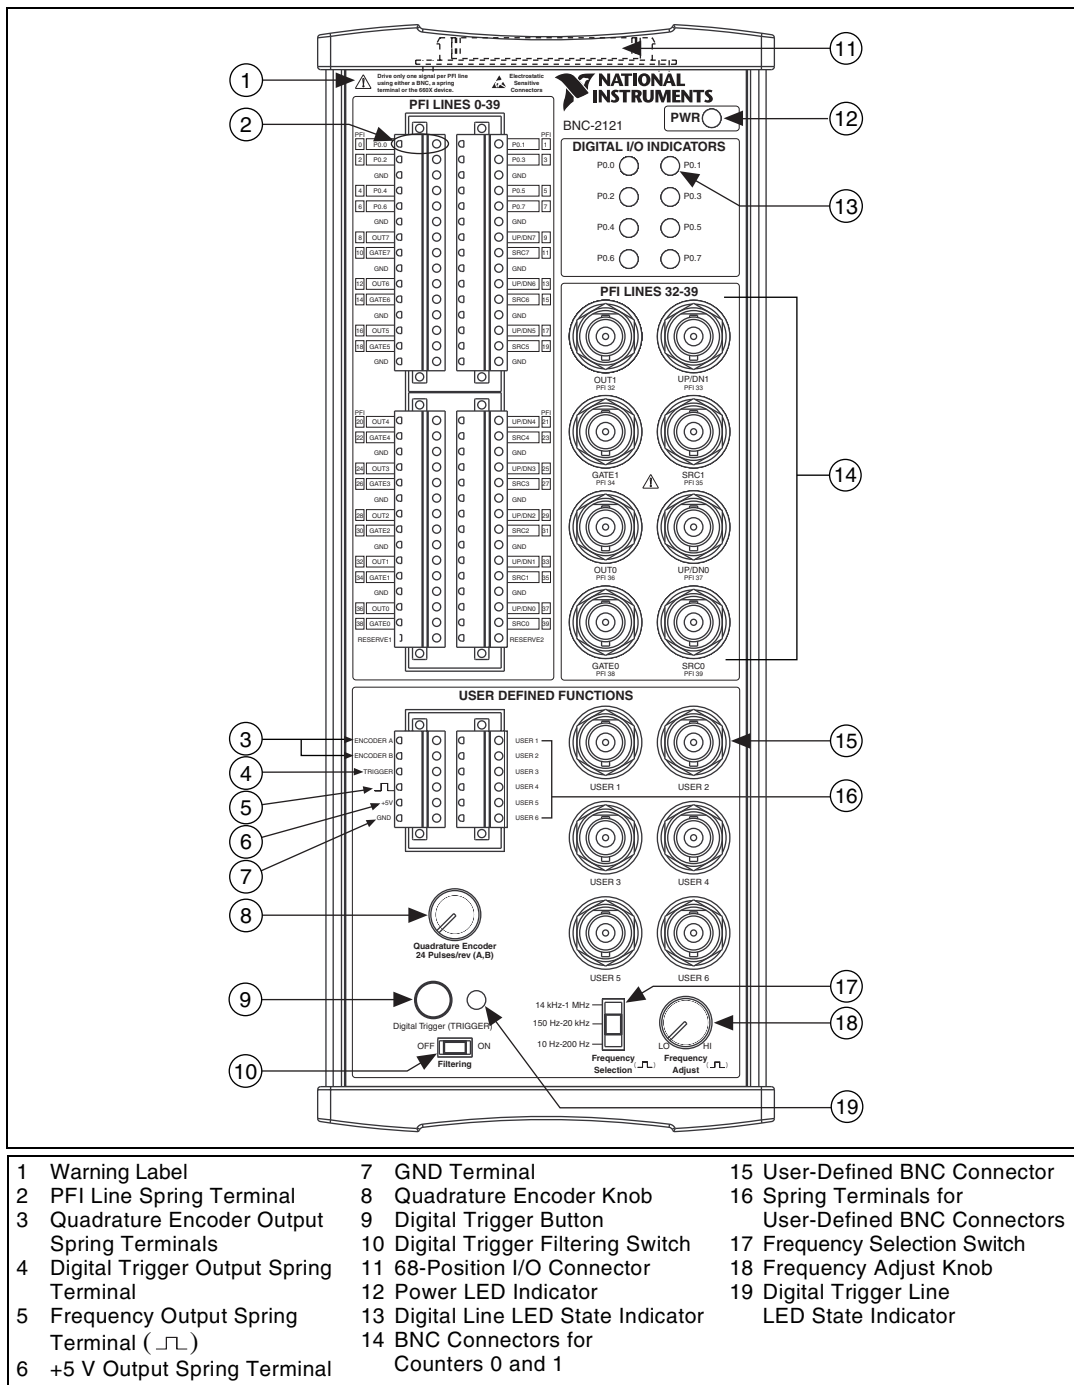 Drive only one signal per PFI line
using either a BNC, a spring
terminal or the 660X device.
Electrostatic
Sensitive
Connectors
NATIONAL
INSTRUMENTS
BNC-2121
PWR
PFI LINES 0-39
PFI PFI
0 P0.0 P0.1 1
2 P0.2 P0.3 3
GND GND
4 P0.4 P0.5 5
6 P0.6 P0.7 7
GND GND
8 OUT7 UP/DN7 9
10 GATE7 SRC7 11
GND GND
12 OUT6 UP/DN6 13
14 GATE6 SRC6 15
GND GND
16 OUT5 UP/DN5 17
18 GATE5 SRC5 19
GND GND
PFI PFI
20 OUT4 UP/DN4 21
22 GATE4 SRC4 23
GND GND
24 OUT3 UP/DN3 25
26 GATE3 SRC3 27
GND GND
28 OUT2 UP/DN2 29
30 GATE2 SRC2 31
GND GND
32 OUT1 UP/DN1 33
34 GATE1 SRC1 35
GND GND
36 OUT0 UP/DN0 37
38 GATE0 SRC0 39
RESERVE1 RESERVE2
DIGITAL I/O INDICATORS
P0.0 P0.1
P0.2 P0.3
P0.4 P0.5
P0.6 P0.7
PFI LINES 32-39
OUT1 UP/DN1
PFI 32 PFI 33
GATE1 SRC1
PFI 34 PFI 35
OUT0 UP/DN0
PFI 36 PFI 37
GATE0 SRC0
PFI 38 PFI 39
USER DEFINED FUNCTIONS
ENCODER A USER 1
ENCODER B USER 2
TRIGGER USER 3
USER 4
+5V USER 5
GND USER 6
USER 1 USER 2
USER 3 USER 4
USER 5 USER 6
Quadrature Encoder
24 Pulses/rev (A,B)
Digital Trigger (TRIGGER)
OFF ON
Filtering
14 kHz-1 MHz
150 Hz-20 kHz
10 Hz-200 Hz
Frequency
Selection ( )
LO HI
Frequency
Adjust ( )
1
2
3
4
5
6
7
8
9
10
11
12
13
14
15
16
17
18
19
1 Warning Label
2 PFI Line Spring Terminal
3 Quadrature Encoder Output
Spring Terminals
4 Digital Trigger Output Spring
Terminal
5 Frequency Output Spring
Terminal ( )
6 +5 V Output Spring Terminal
7 GND Terminal
8 Quadrature Encoder Knob
9 Digital Trigger Button
10 Digital Trigger Filtering Switch
11 68-Position I/O Connector
12 Power LED Indicator
13 Digital Line LED State Indicator
14 BNC Connectors for
Counters 0 and 1
15 User-Defined BNC Connector
16 Spring Terminals for
User-Defined BNC Connectors
17 Frequency Selection Switch
18 Frequency Adjust Knob
19 Digital Trigger Line
LED State Indicator